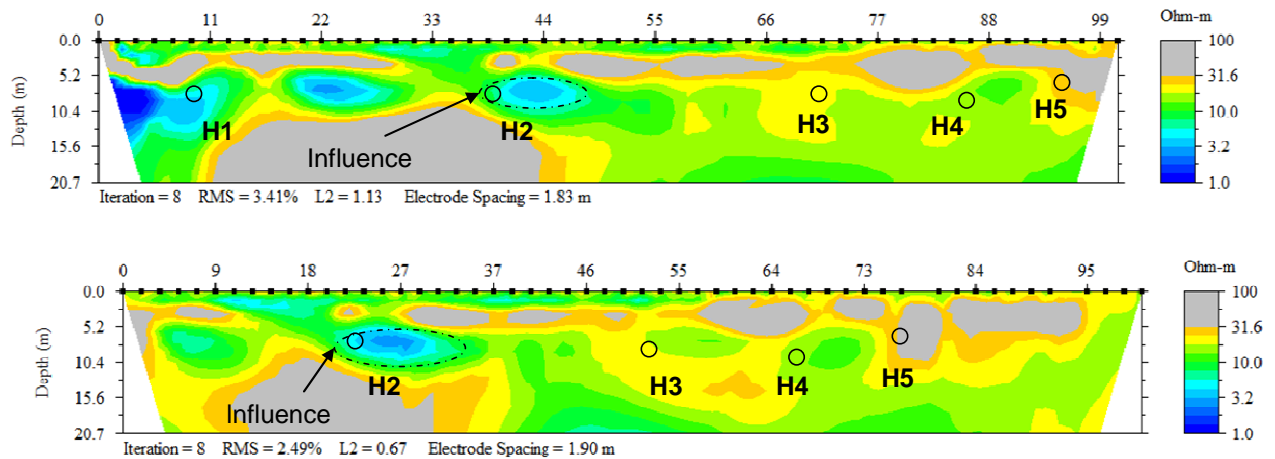 0 11 22 33 44 55 66 77 88 99 Ohm-m
0.0 100
5.2 31.6
Depth (m) 10.4 10.0
H1 H2 H3 H4 H5
15.6 Influence 3.2
20.7 1.0
Iteration = 8 RMS = 3.41% L2 = 1.13 Electrode Spacing = 1.83 m
0 9 18 27 37 46 55 64 73 84 95 Ohm-m
0.0 100
5.2 31.6
Depth (m) 10.4 10.0
H2 H3 H4 H5
15.6 Influence 3.2
20.7 1.0
Iteration = 8 RMS = 2.49% L2 = 0.67 Electrode Spacing = 1.90 m